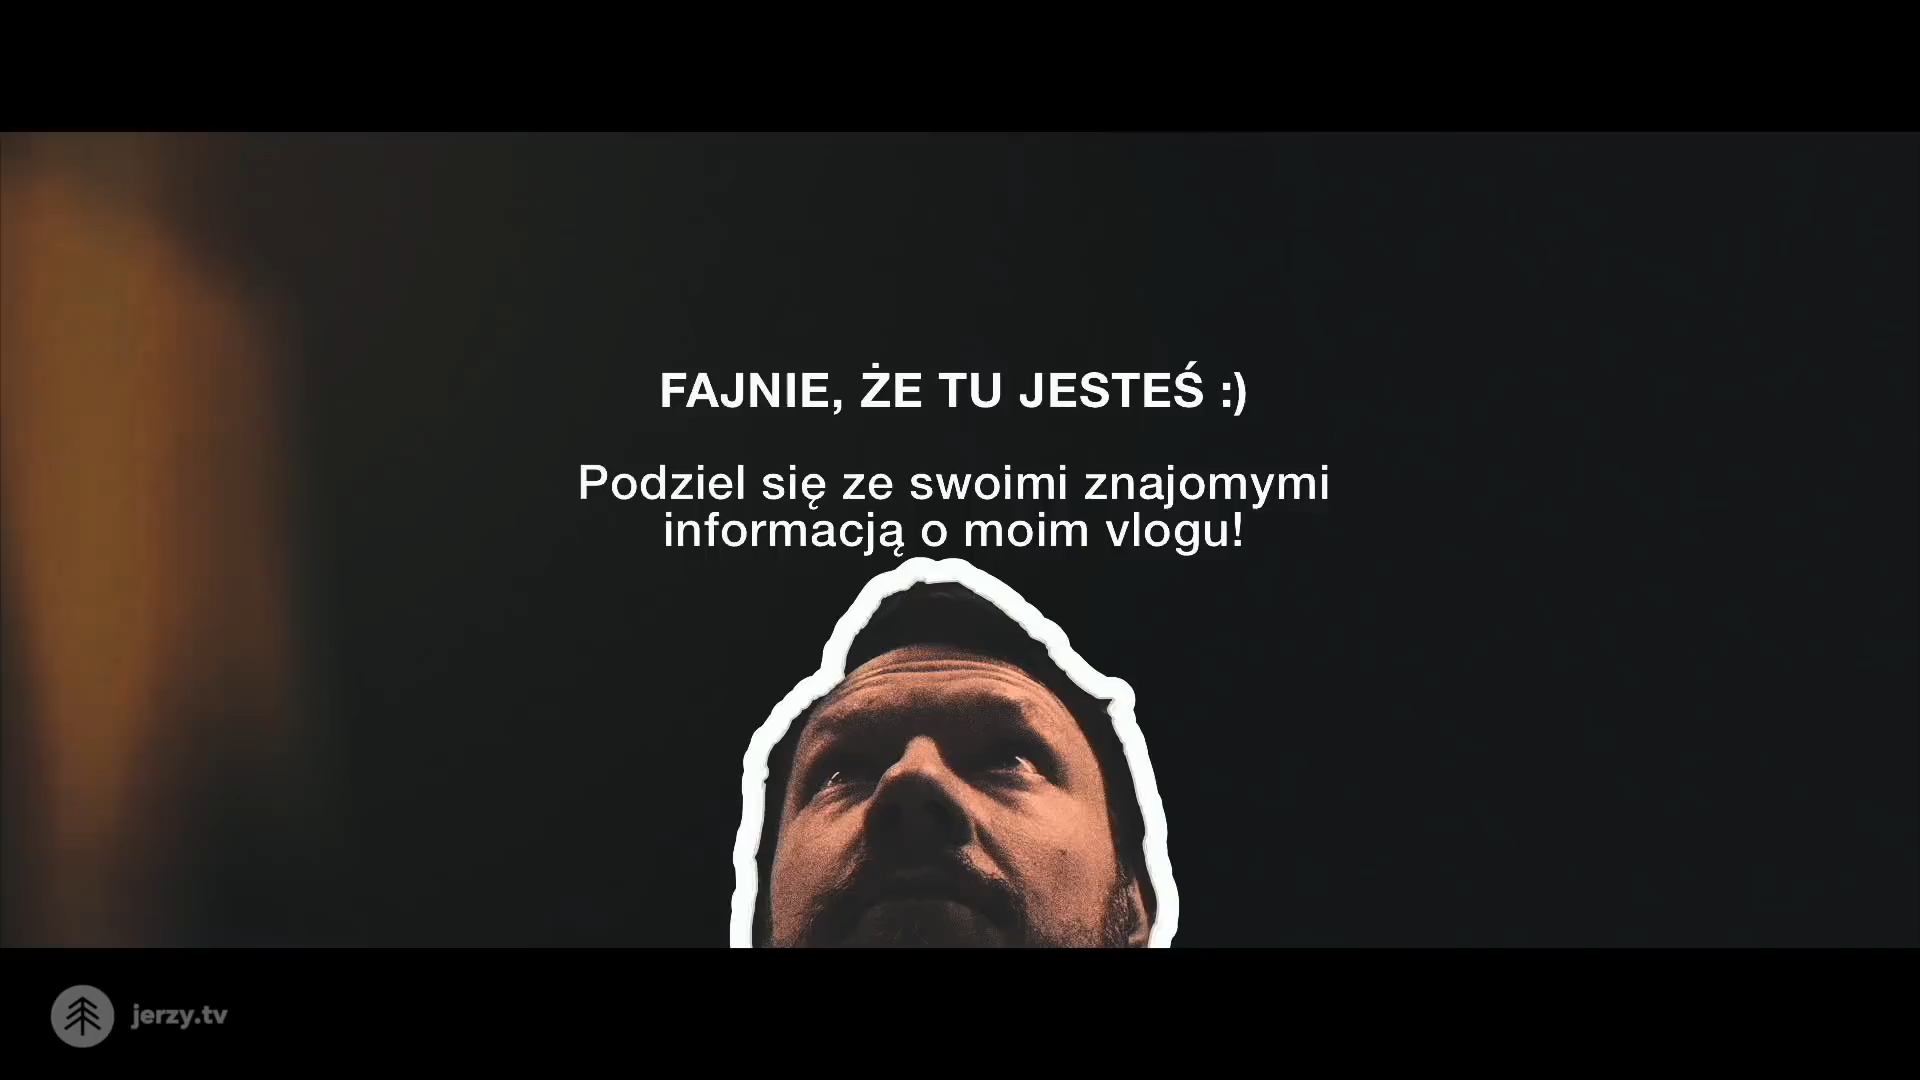 FAJNIE, ŻE TU JESTEŚ :)
Podziel się ze swoimi znajomymi
informacją o moim vlogu!
jerzy.tv